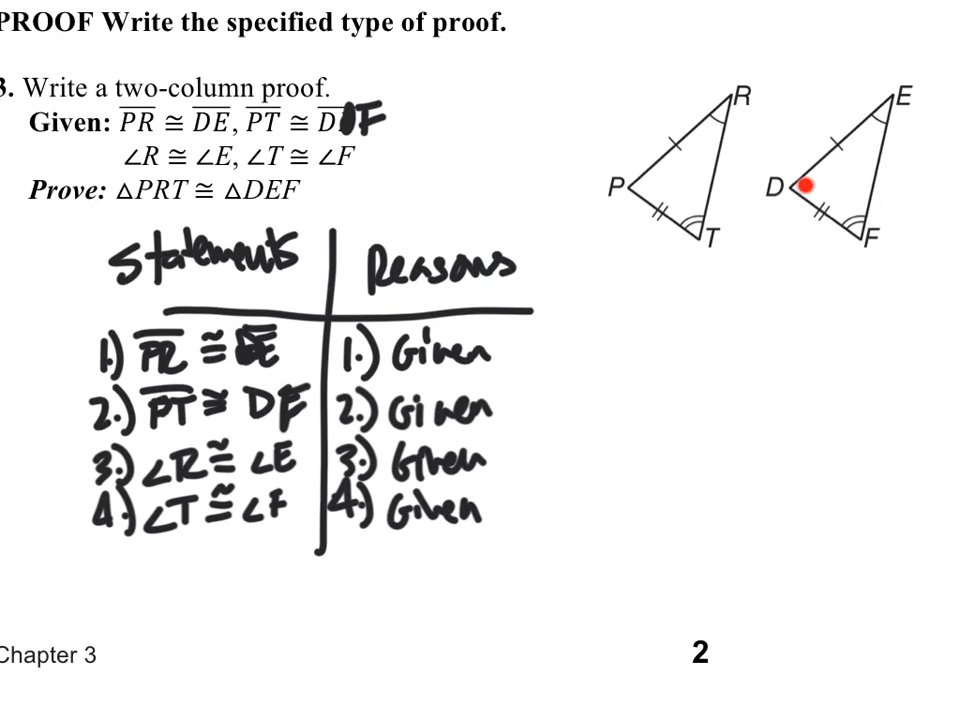 PROOF Write the specified type of proof.
3. Write a two-column proof.
Given: PR ≅ DE, PT ≅ DF
∠R ≅ ∠E, ∠T ≅ ∠F
Prove: △PRT ≅ △DEF
R
E
P
D
T
F
Statements Reasons
1.) PR ≅ DE 1.) Given
2.) PT ≅ DF 2.) Given
3.) ∠R ≅ ∠E 3.) Given
4.) ∠T ≅ ∠F 4.) Given
Chapter 3
2